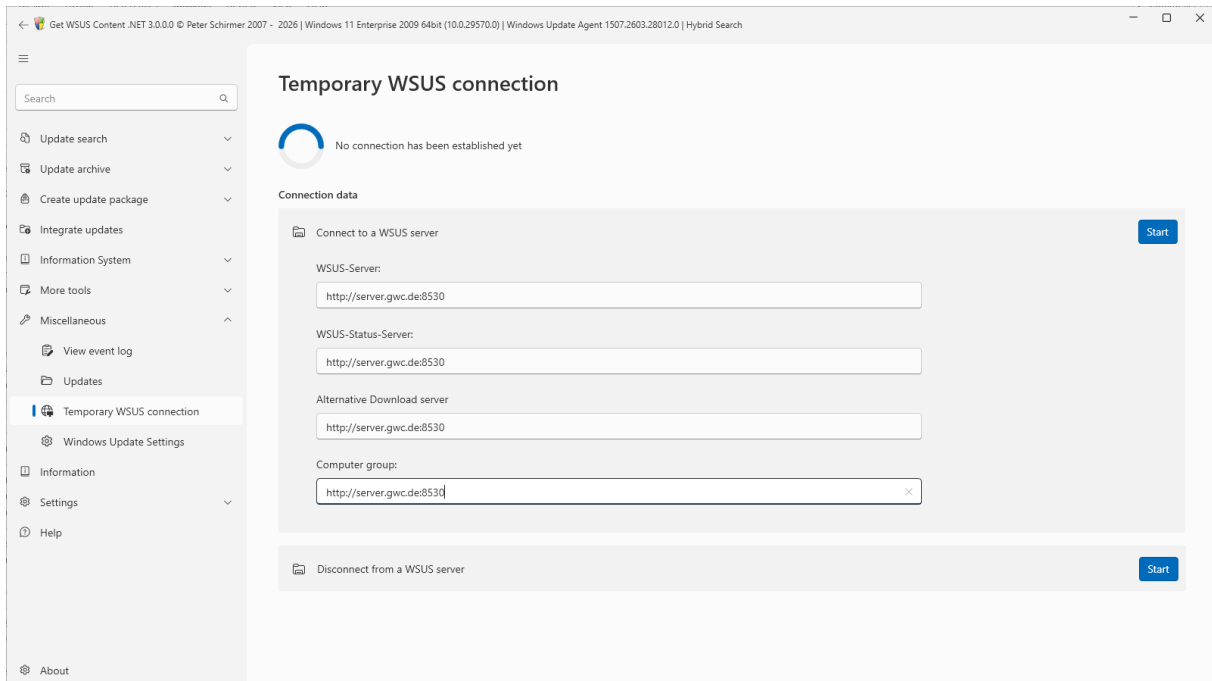 Get WSUS Content .NET 3.0.0.0 © Peter Schirmer 2007 - 2026 | Windows 11 Enterprise 2009 64bit (10.0.29570.0) | Windows Update Agent 1507.2603.28012.0 | Hybrid Search
Search
Update search
Update archive
Create update package
Integrate updates
Information System
More tools
Miscellaneous
View event log
Updates
Temporary WSUS connection
Windows Update Settings
Information
Settings
Help
About
Temporary WSUS connection
No connection has been established yet
Connection data
Connect to a WSUS server
Start
WSUS-Server:
http://server.gwc.de:8530
WSUS-Status-Server:
http://server.gwc.de:8530
Alternative Download server
http://server.gwc.de:8530
Computer group:
http://server.gwc.de:8530
Disconnect from a WSUS server
Start